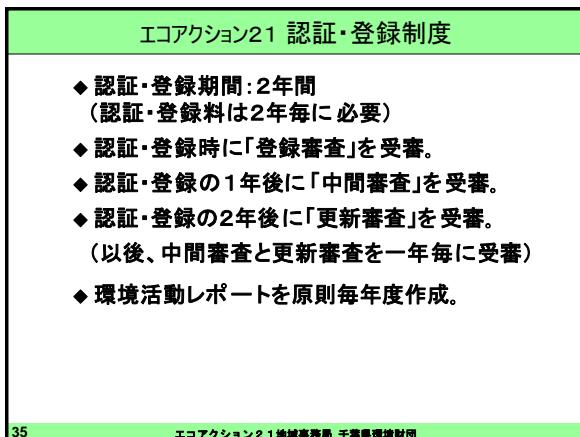 エコアクション21 認証・登録制度
◆認証・登録期間：2年間
（認証・登録料は2年毎に必要）
◆認証・登録時に「登録審査」を受審。
◆認証・登録の１年後に「中間審査」を受審。
◆認証・登録の2年後に「更新審査」を受審。
（以後、中間審査と更新審査を一年毎に受審）
◆環境活動レポートを原則毎年度作成。
35 エコアクション２１地域事務局 千葉県環境財団